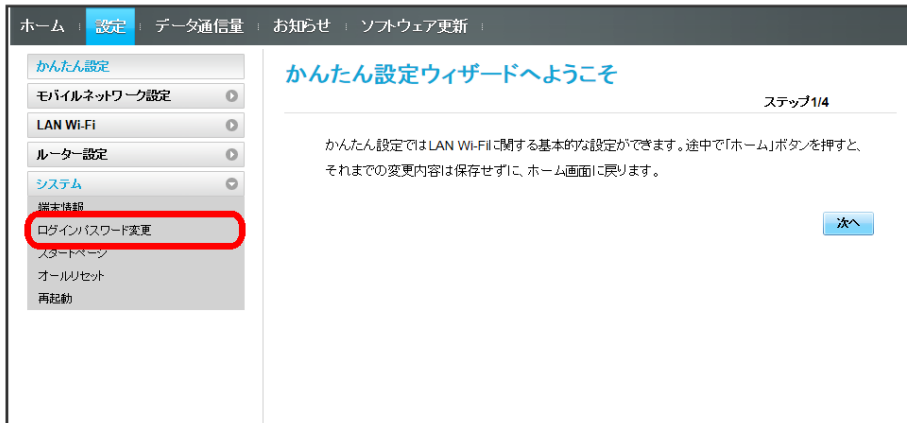 ホーム 設定 データ通信量 お知らせ ソフトウェア更新
かんたん設定
モバイルネットワーク設定
LAN Wi-Fi
ルーター設定
システム
端末情報
ログインパスワード変更
スタートページ
オールリセット
再起動
かんたん設定ウィザードへようこそ
ステップ1/4
かんたん設定ではLAN Wi-Fiに関する基本的な設定ができます。途中で「ホーム」ボタンを押すと、
それまでの変更内容は保存せずに、ホーム画面に戻ります。
次へ